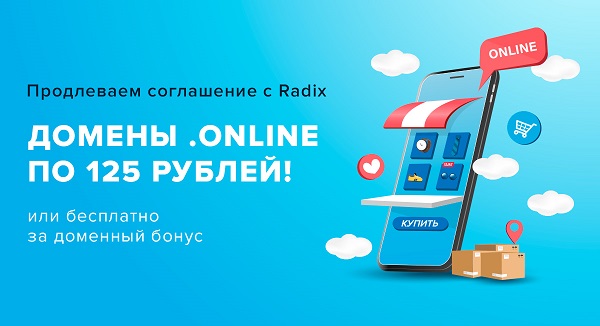 Продлеваем соглашение с Radix
ДОМЕНЫ .ONLINE
ПО 125 РУБЛЕЙ!
или бесплатно
за доменный бонус
ONLINE
КУПИТЬ